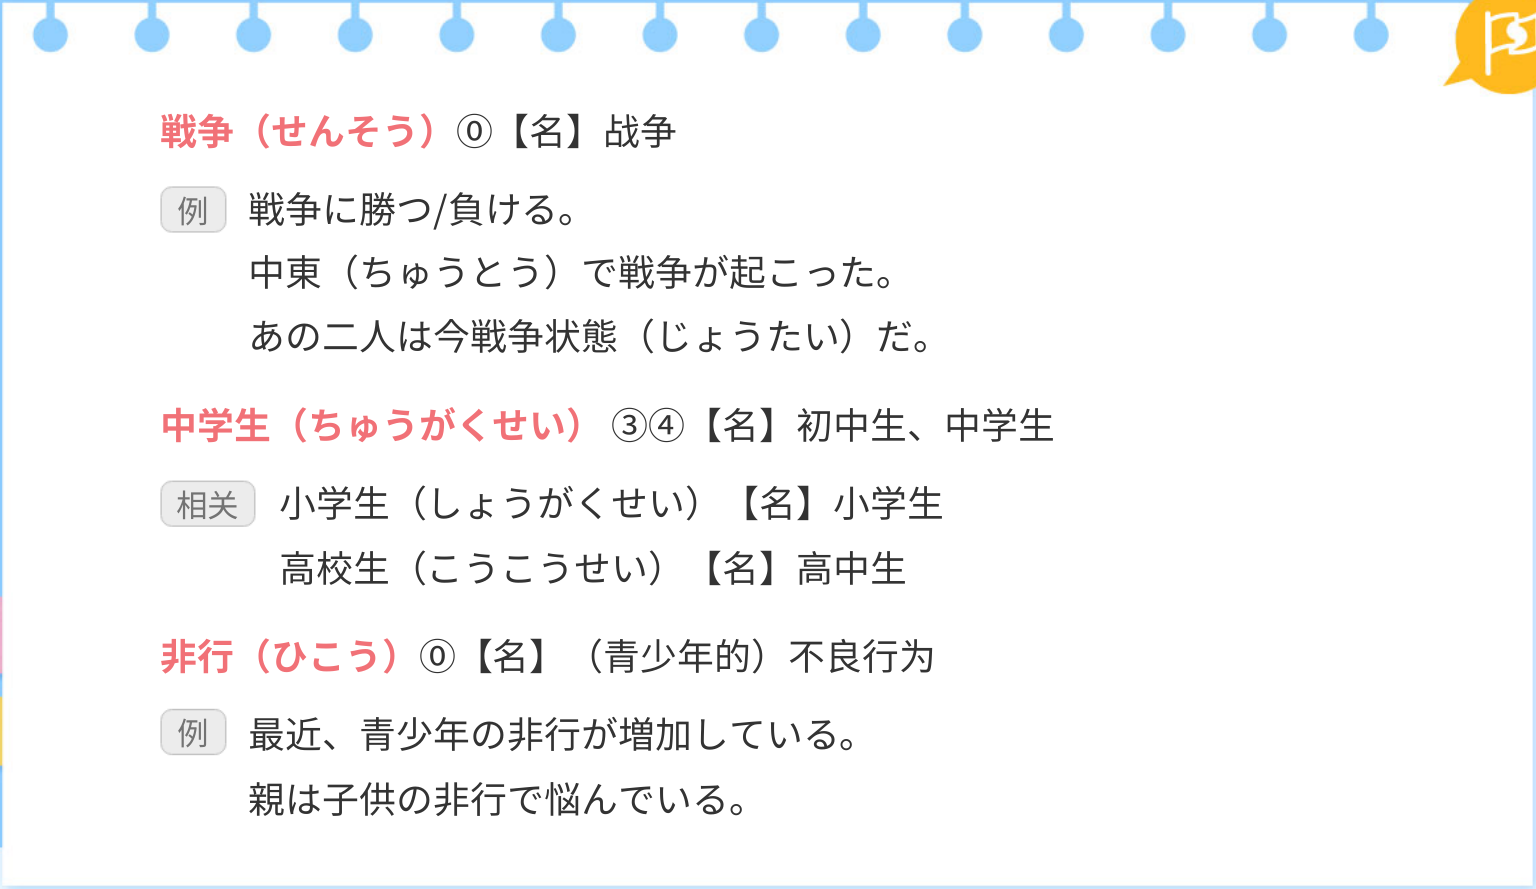 戦争（せんそう）⓪【名】战争
例 戦争に勝つ/負ける。
中東（ちゅうとう）で戦争が起こった。
あの二人は今戦争状態（じょうたい）だ。
中学生（ちゅうがくせい） ③④【名】初中生、中学生
相关 小学生（しょうがくせい）【名】小学生
高校生（こうこうせい）【名】高中生
非行（ひこう）⓪【名】（青少年的）不良行为
例 最近、青少年の非行が増加している。
親は子供の非行で悩んでいる。